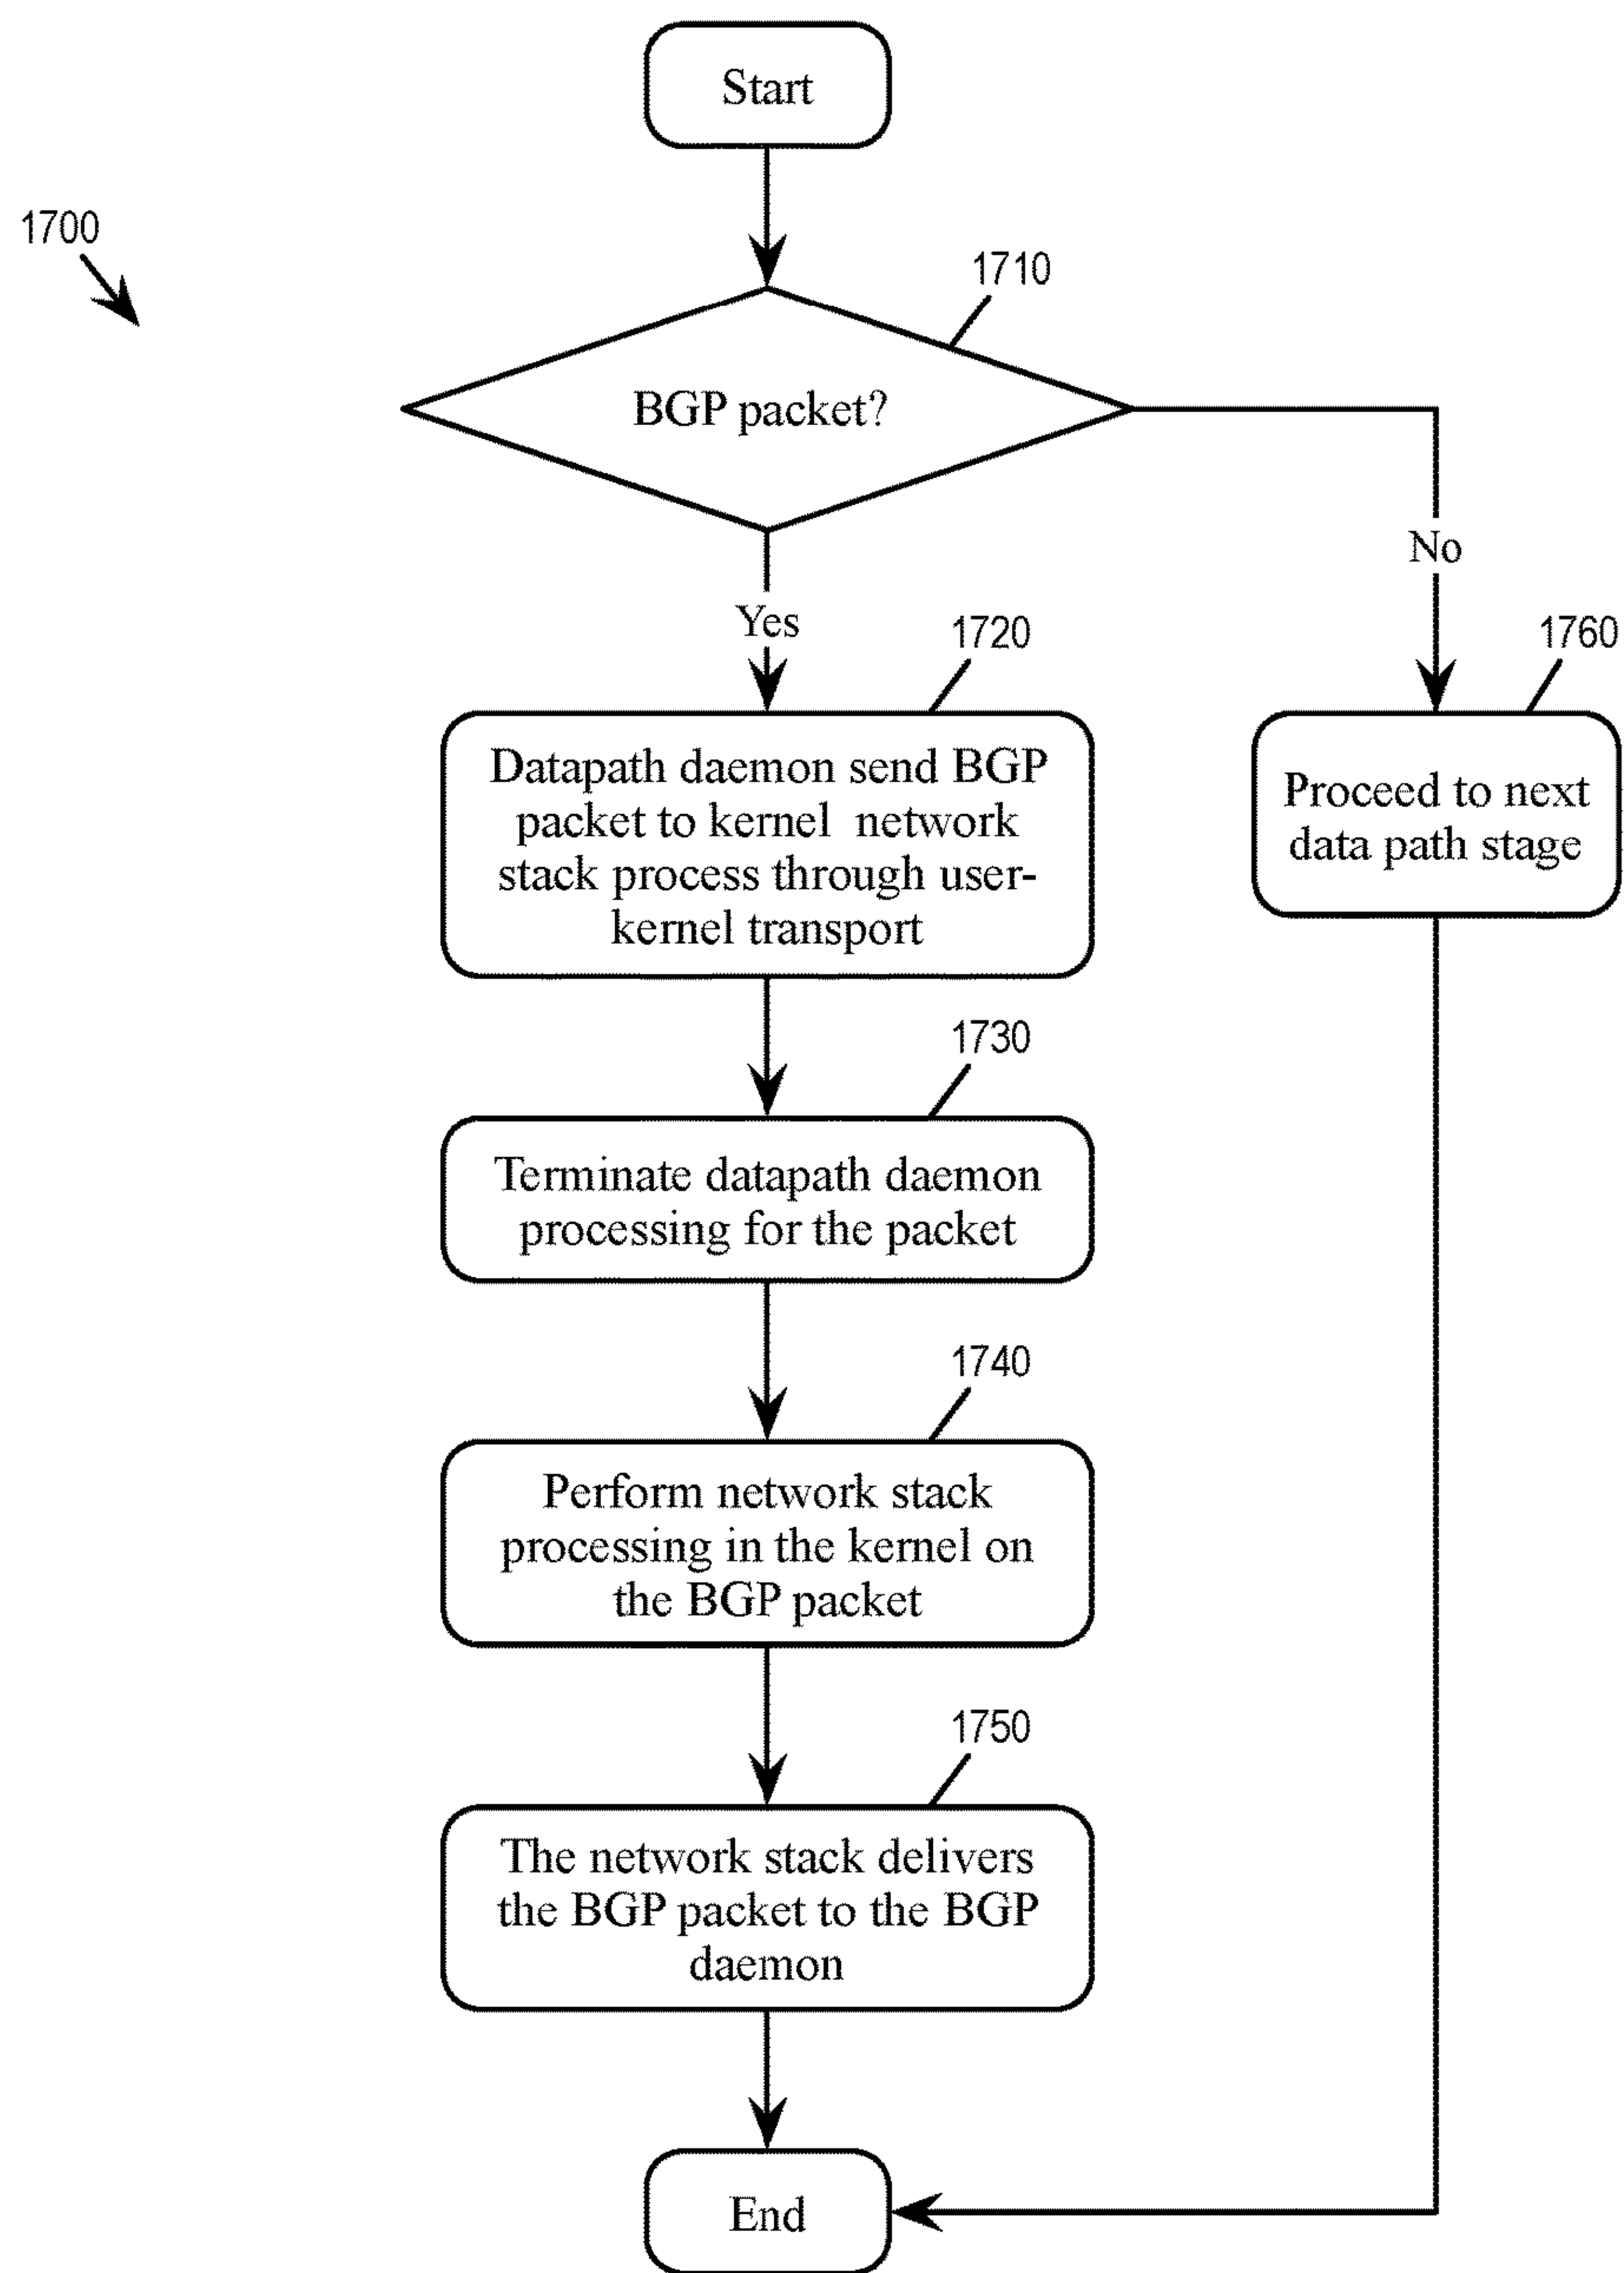 Start
1700
1710
BGP packet?
No
Yes
1720
1760
Datapath daemon send BGP
packet to kernel network
stack process through user-
kernel transport
Proceed to next
data path stage
1730
Terminate datapath daemon
processing for the packet
1740
Perform network stack
processing in the kernel on
the BGP packet
1750
The network stack delivers
the BGP packet to the BGP
daemon
End